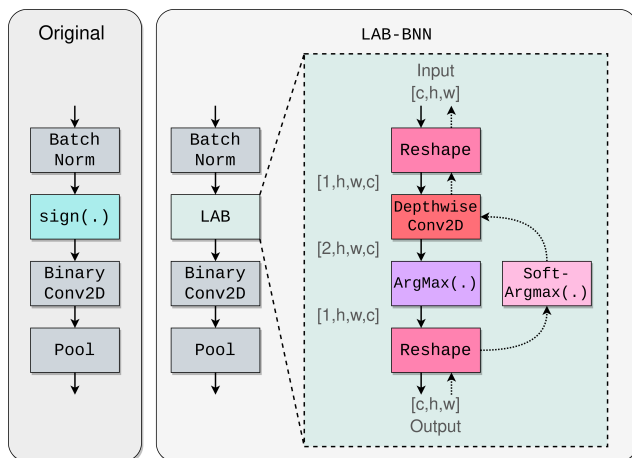 Original
Batch
Norm
sign(.)
Binary
Conv2D
Pool
LAB-BNN
Batch
Norm
LAB
Binary
Conv2D
Pool
Input
[c,h,w]
Reshape
[1,h,w,c]
Depthwise
Conv2D
[2,h,w,c]
ArgMax(.)
Soft-
Argmax(.)
[1,h,w,c]
Reshape
[c,h,w]
Output